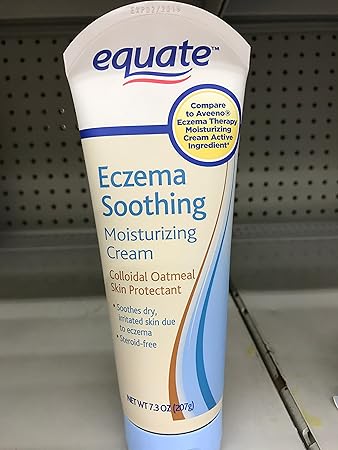 equate™
Compare
to Aveeno®
Eczema Therapy
Moisturizing
Cream Active
Ingredient*
Eczema
Soothing
Moisturizing
Cream
Colloidal Oatmeal
Skin Protectant
• Soothes dry,
irritated skin due
to eczema
• Steroid-free
NET WT 7.3 OZ (207g)